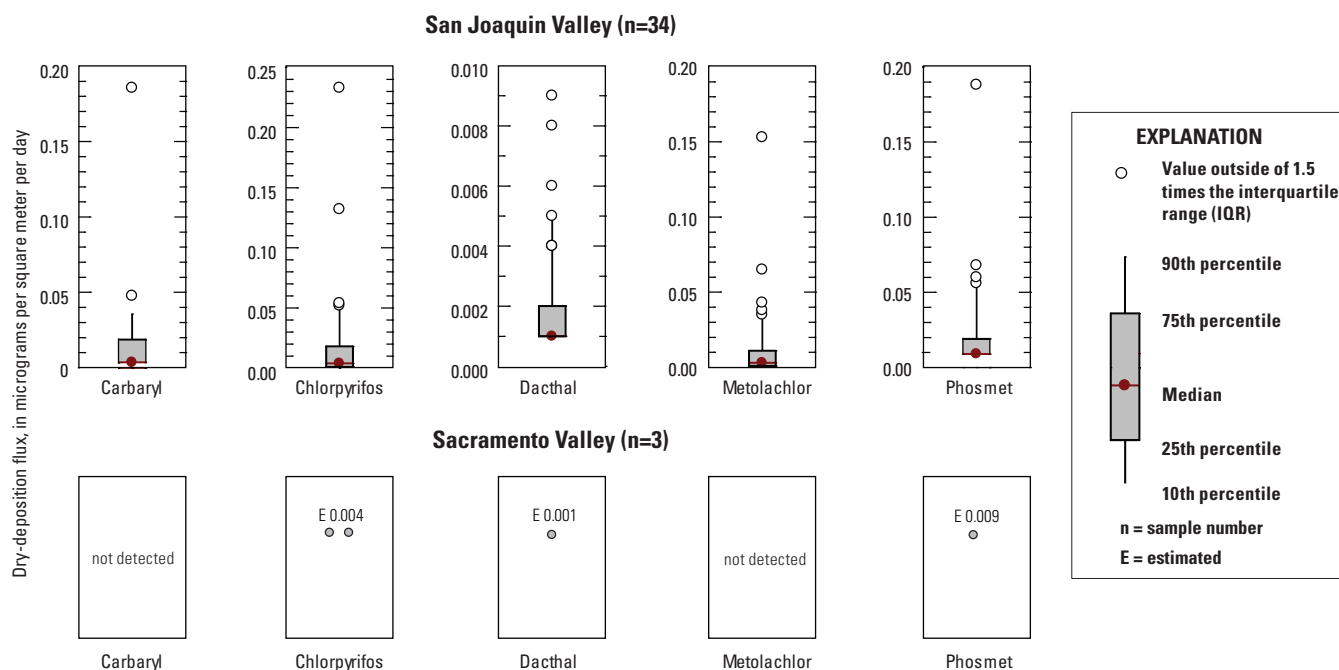 San Joaquin Valley (n=34)
Dry-deposition flux, in micrograms per square meter per day
0.20
0.15
0.10
0.05
0
Carbaryl
0.25
0.20
0.15
0.10
0.05
0.00
Chlorpyrifos
0.010
0.008
0.006
0.004
0.002
0.000
Dacthal
0.20
0.15
0.10
0.05
0.00
Metolachlor
0.20
0.15
0.10
0.05
0.00
Phosmet
Sacramento Valley (n=3)
not detected
Carbaryl
E 0.004
Chlorpyrifos
E 0.001
Dacthal
not detected
Metolachlor
E 0.009
Phosmet
EXPLANATION
Value outside of 1.5
times the interquartile
range (IQR)
90th percentile
75th percentile
Median
25th percentile
10th percentile
n = sample number
E = estimated